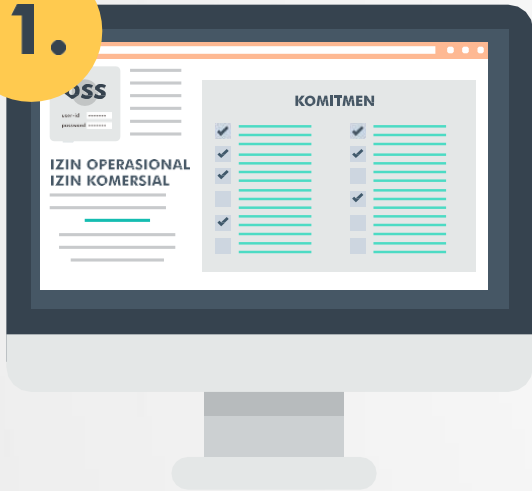 1.
OSS
user-id
password
KOMITMEN
IZIN OPERASIONAL
IZIN KOMERSIAL